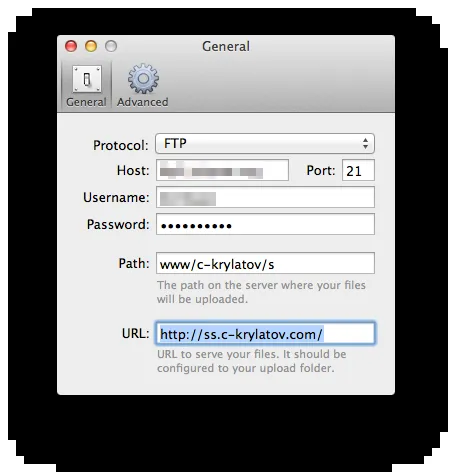 General
General Advanced
Protocol: FTP
Host: Port: 21
Username:
Password: ••••••••••
Path: www/c-krylatov/s
The path on the server where your files
will be uploaded.
URL: http://ss.c-krylatov.com/
URL to serve your files. It should be
configured to your upload folder.